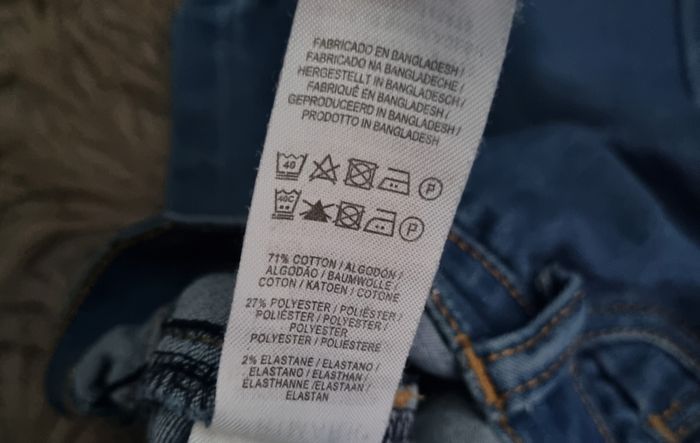 FABRICADO EN BANGLADESH /
FABRICADO NA BANGLADECHE /
HERGESTELLT IN BANGLADESCH /
FABRIQUÉ EN BANGLADESH /
GEPRODUCEERD IN BANGLADESH /
PRODOTTO IN BANGLADESH
40 P
40C P
71% COTTON / ALGODÓN /
ALGODÃO / BAUMWOLLE /
COTON / KATOEN / COTONE
27% POLYESTER / POLIÉSTER /
POLIÉSTER / POLYESTER /
POLYESTER
POLYESTER / POLIESTERE
2% ELASTANE / ELASTANO /
ELASTANO / ELASTHAN /
ÉLASTHANNE / ELASTAAN /
ELASTAN